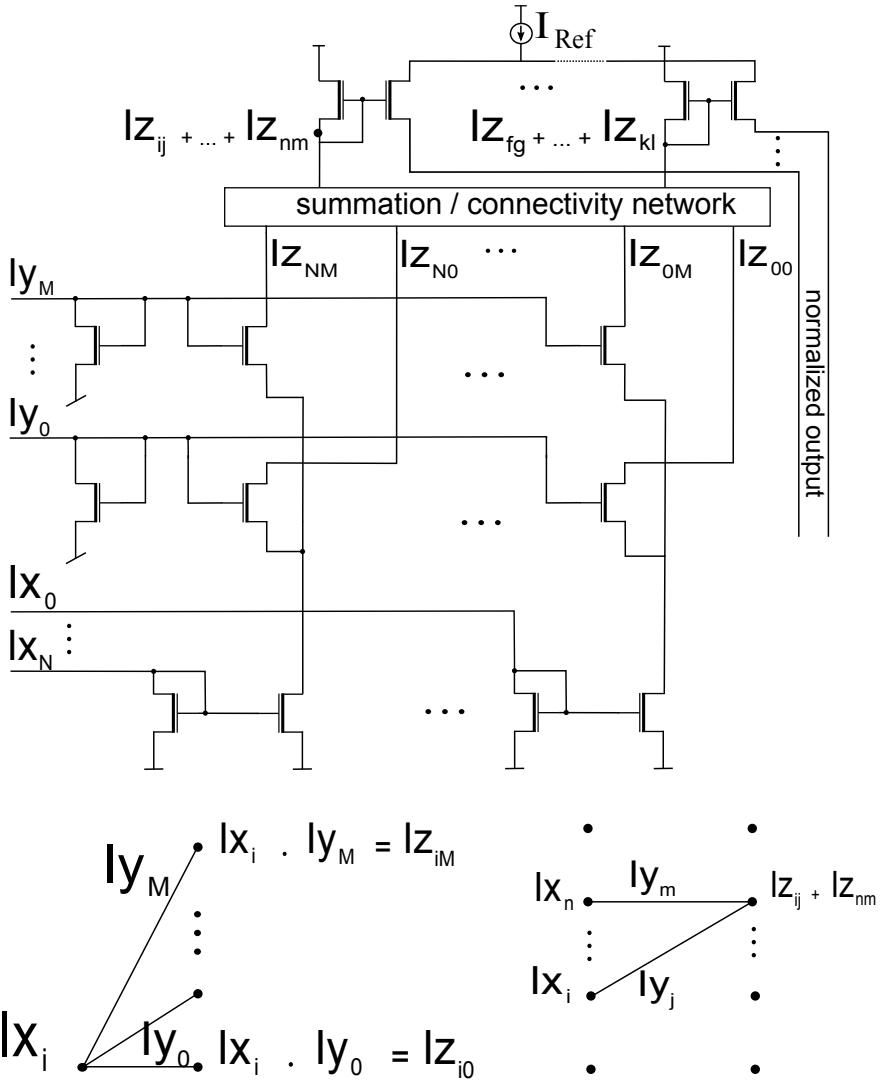 I Ref
Iz ij + ... + Iz nm
...
Iz fg + ... + Iz kl
summation / connectivity network
Iz NM
Iz N0
...
Iz 0M
Iz 00
Iy M
...
Iy 0
...
Ix 0
Ix N
...
normalized output
Iy M
Ix i . Iy M = Iz iM
Ix i
Iy 0
Ix i . Iy 0 = Iz i0
Ix n
Iy m
Iz ij + Iz nm
Ix i
Iy j